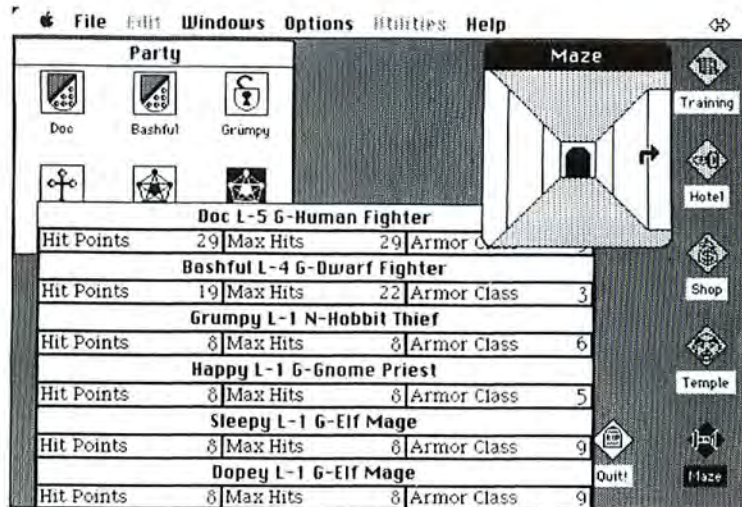 File Edit Windows Options Utilities Help
Party
Doc Bashful Grumpy
Maze
Training
Hotel
Shop
Temple
Maze
Quit!
Doc L-5 G-Human Fighter
Hit Points 29 Max Hits 29 Armor
Bashful L-4 G-Dwarf Fighter
Hit Points 19 Max Hits 22 Armor Class 3
Grumpy L-1 N-Hobbit Thief
Hit Points 8 Max Hits 8 Armor Class 6
Happy L-1 G-Gnome Priest
Hit Points 8 Max Hits 8 Armor Class 5
Sleepy L-1 G-Elf Mage
Hit Points 8 Max Hits 8 Armor Class 9
Dopey L-1 G-Elf Mage
Hit Points 8 Max Hits 8 Armor Class 9